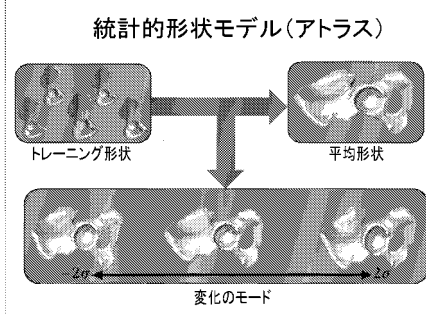 統計的形状モデル(アトラス)
トレーニング形状
平均形状
-2σ 2σ
変化のモード